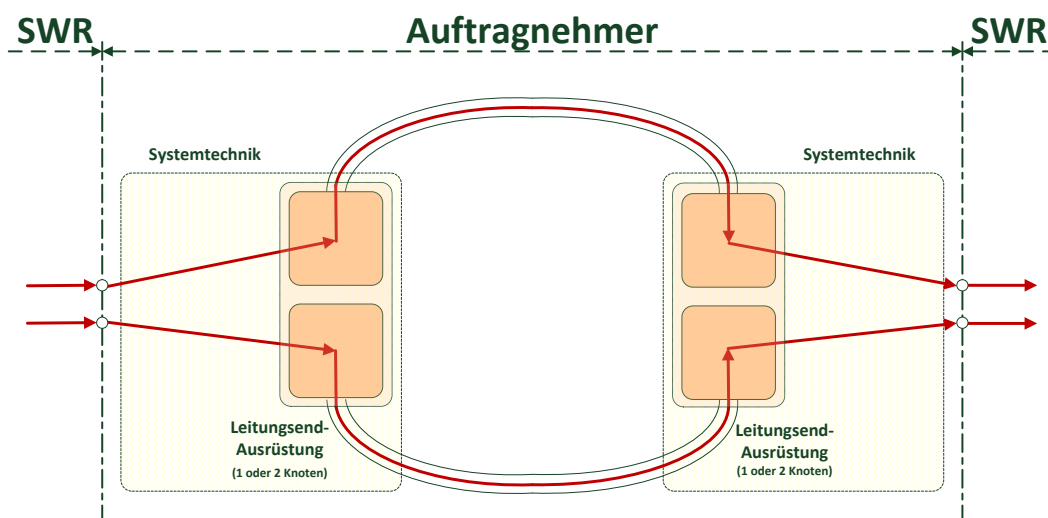 SWR
Auftragnehmer
SWR
Systemtechnik
Systemtechnik
Leitungsend-
Ausrüstung
(1 oder 2 Knoten)
Leitungsend-
Ausrüstung
(1 oder 2 Knoten)